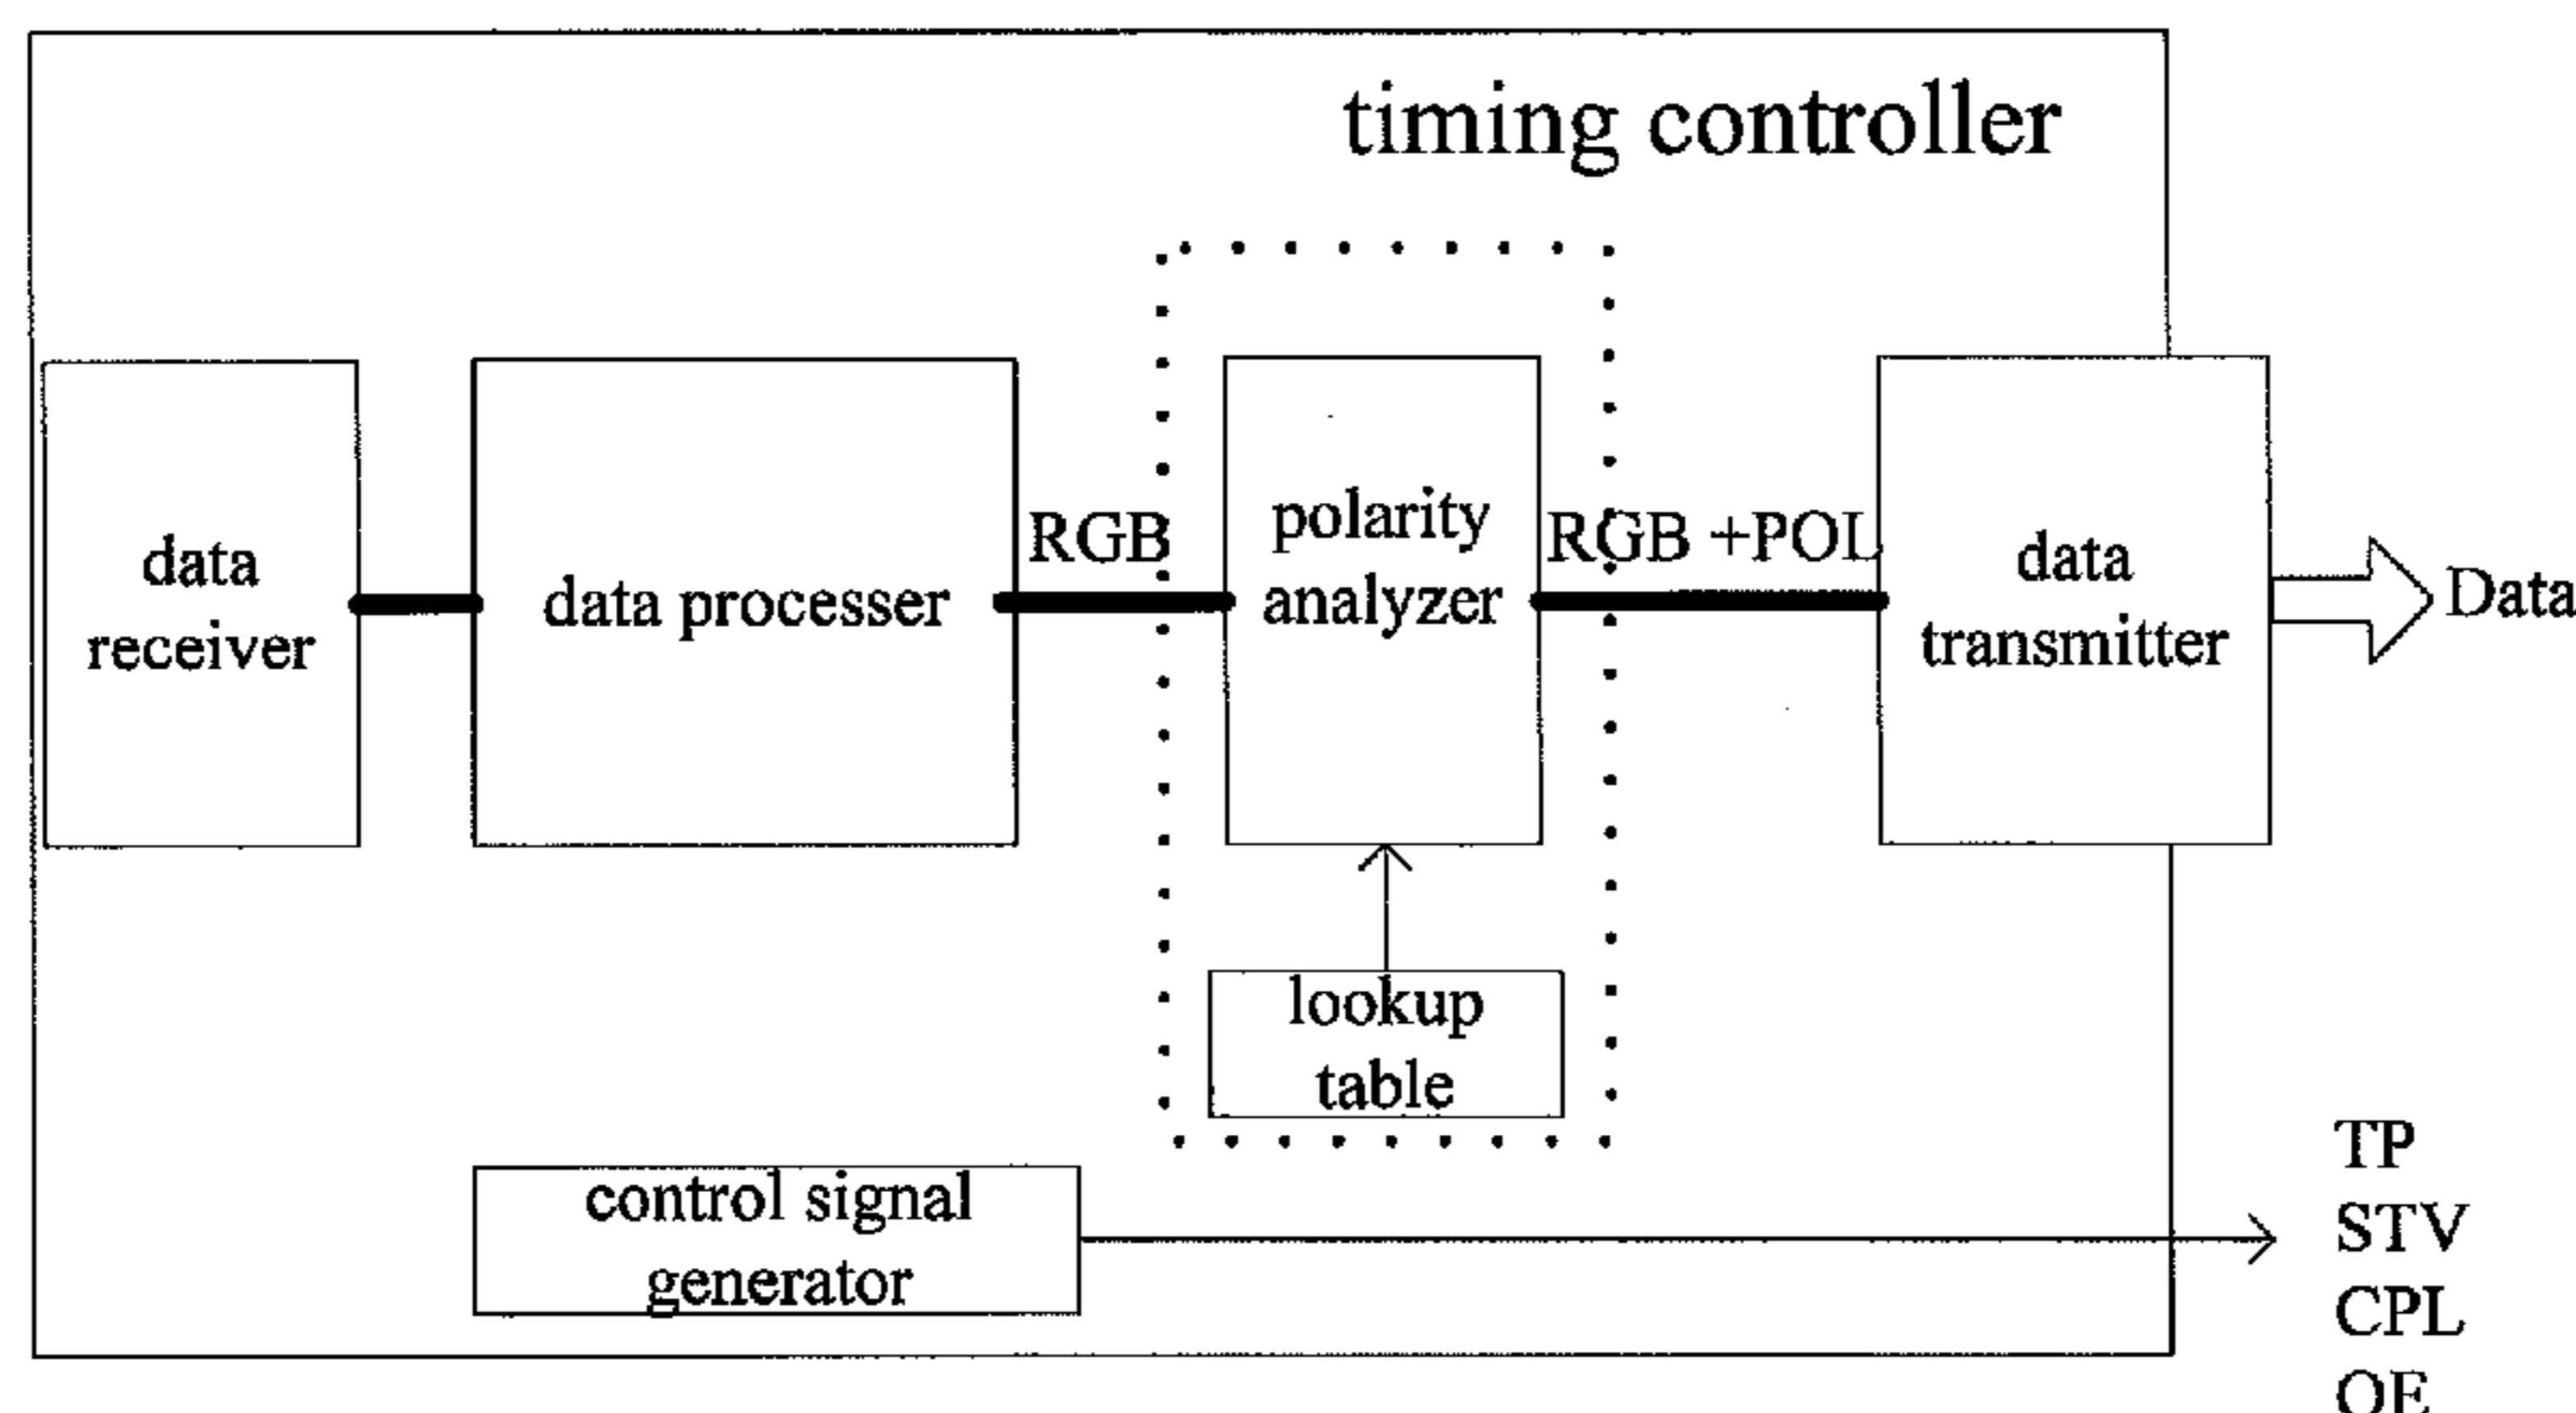 timing controller
data
receiver
data processer
RGB
polarity
analyzer
RGB +POL
data
transmitter
Data
lookup
table
control signal
generator
TP
STV
CPL
OE